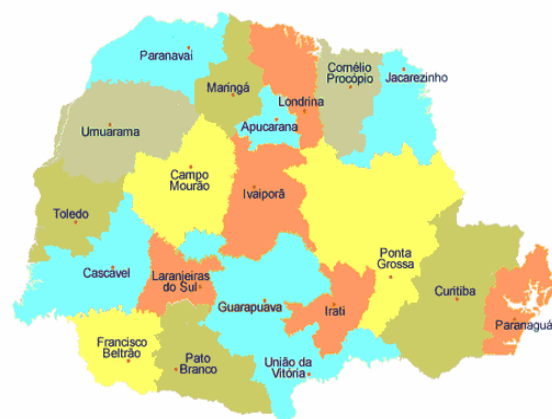 Paranavaí
Maringá
Cornélio
Procópio
Jacarezinho
Londrina
Umuarama
Apucarana
Campo
Mourão
Ivaiporã
Toledo
Ponta
Grossa
Cascável
Laranjeiras
do Sul
Guarapuava
Irati
Curitiba
Paranaguá
Francisco
Beltrão
Pato
Branco
União da
Vitória